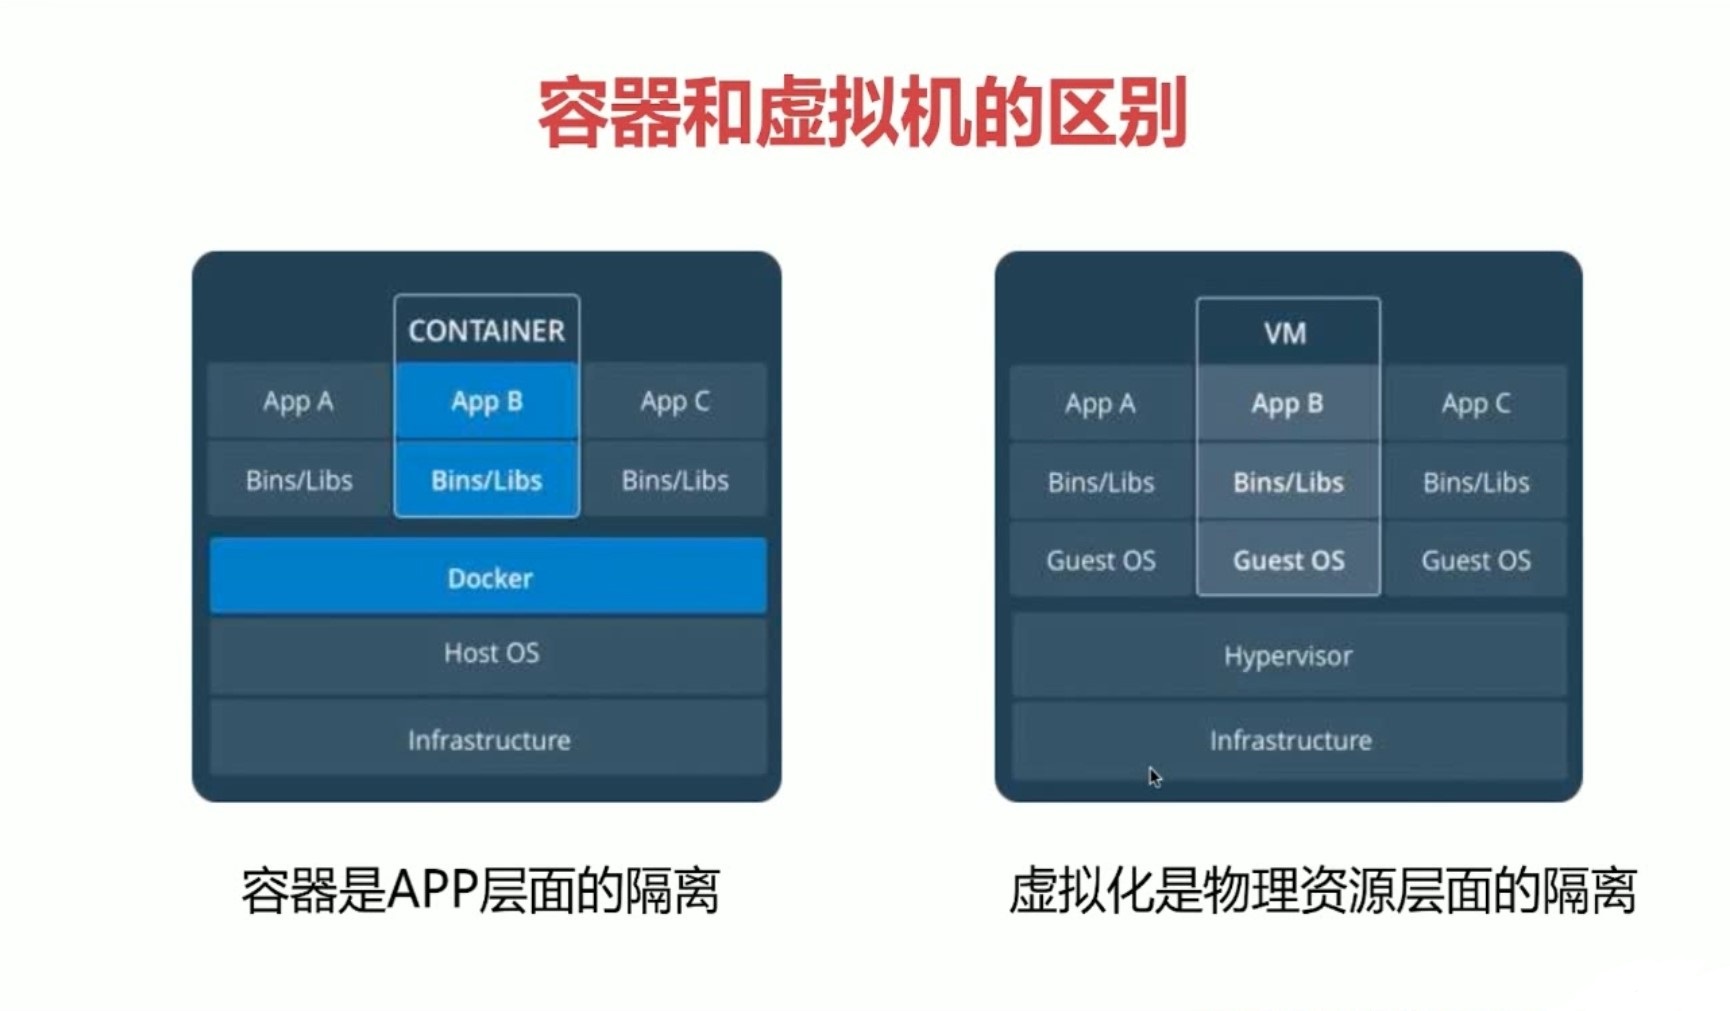 容器和虚拟机的区别
CONTAINER
App A App B App C
Bins/Libs Bins/Libs Bins/Libs
Docker
Host OS
Infrastructure
容器是APP层面的隔离
VM
App A App B App C
Bins/Libs Bins/Libs Bins/Libs
Guest OS Guest OS Guest OS
Hypervisor
Infrastructure
虚拟化是物理资源层面的隔离